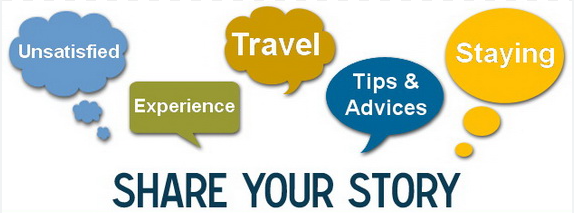 Unsatisfied
Experience
Travel
Tips &
Advices
Staying
SHARE YOUR STORY